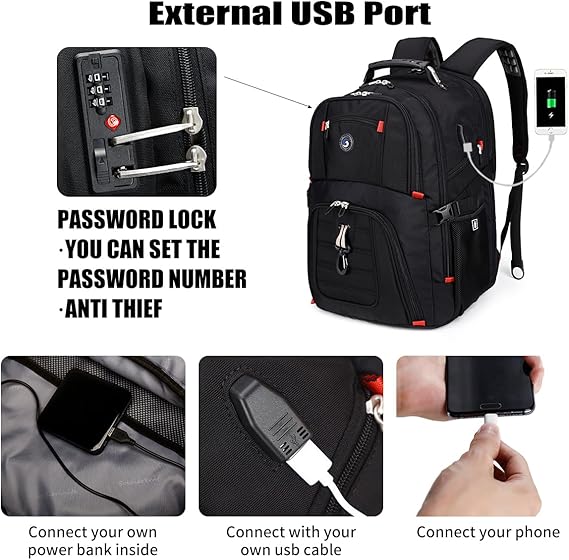 External USB Port
PASSWORD LOCK
·YOU CAN SET THE
PASSWORD NUMBER
·ANTI THIEF
Connect your own
power bank inside
Connect with your
own usb cable
Connect your phone